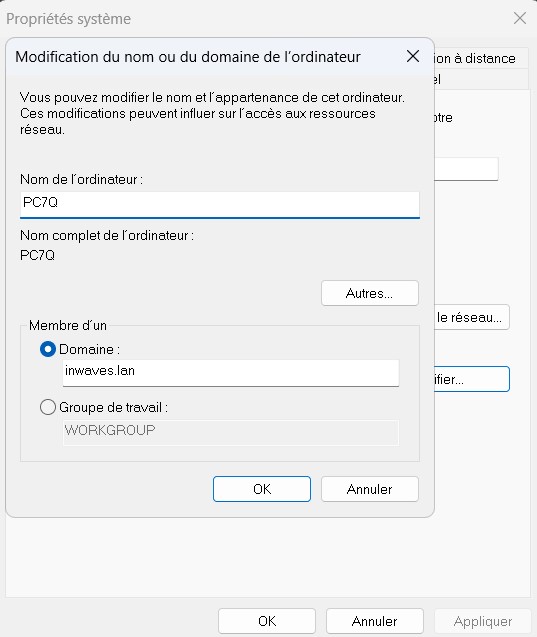 Propriétés système
Modification du nom ou du domaine de l'ordinateur
ion à distance
el
Vous pouvez modifier le nom et l'appartenance de cet ordinateur.
Ces modifications peuvent influer sur l'accès aux ressources
réseau.
otre
Nom de l'ordinateur :
PC7Q
Nom complet de l'ordinateur :
PC7Q
Autres...
Membre d'un
le réseau...
Domaine :
inwaves.lan
ifier...
Groupe de travail :
WORKGROUP
OK
Annuler
OK
Annuler
Appliquer